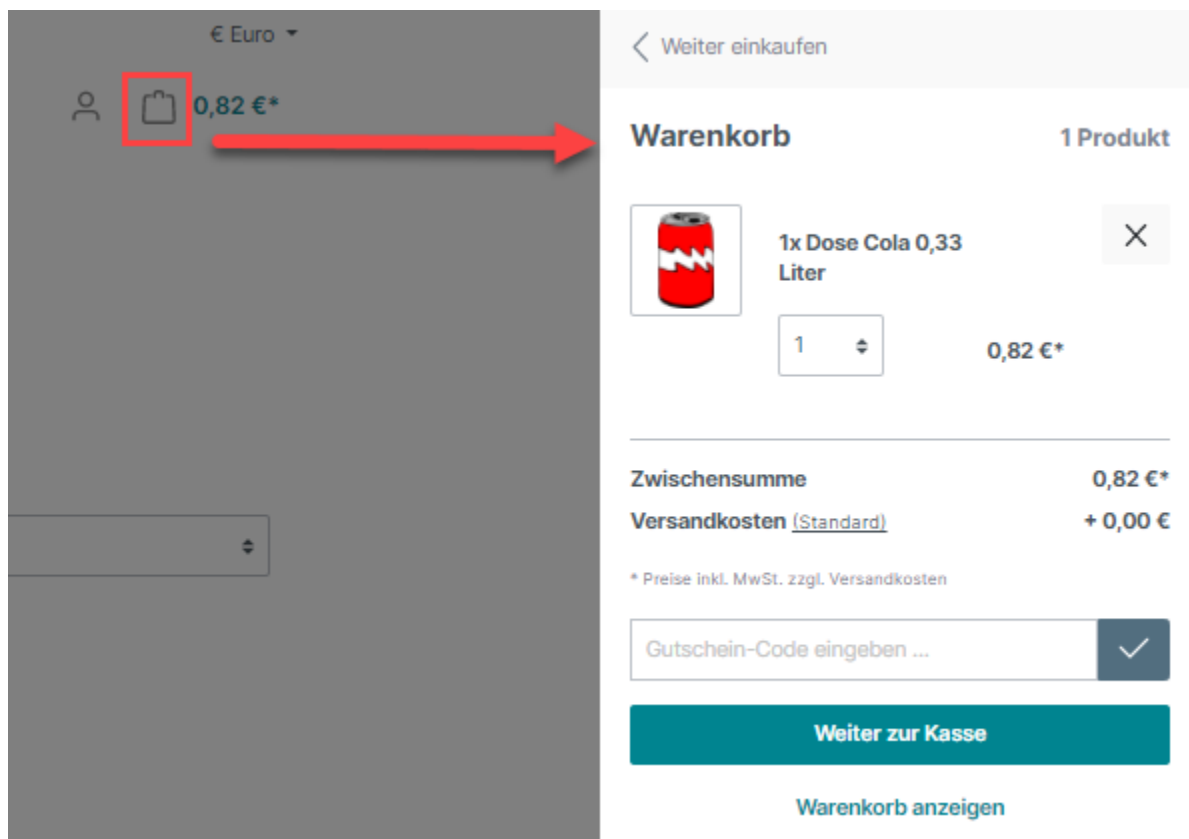 € Euro
0,82 €*
Weiter einkaufen
Warenkorb
1 Produkt
1x Dose Cola 0,33
Liter
1
0,82 €*
Zwischensumme 0,82 €*
Versandkosten (Standard) + 0,00 €
* Preise inkl. MwSt. zzgl. Versandkosten
Gutschein-Code eingeben ...
Weiter zur Kasse
Warenkorb anzeigen